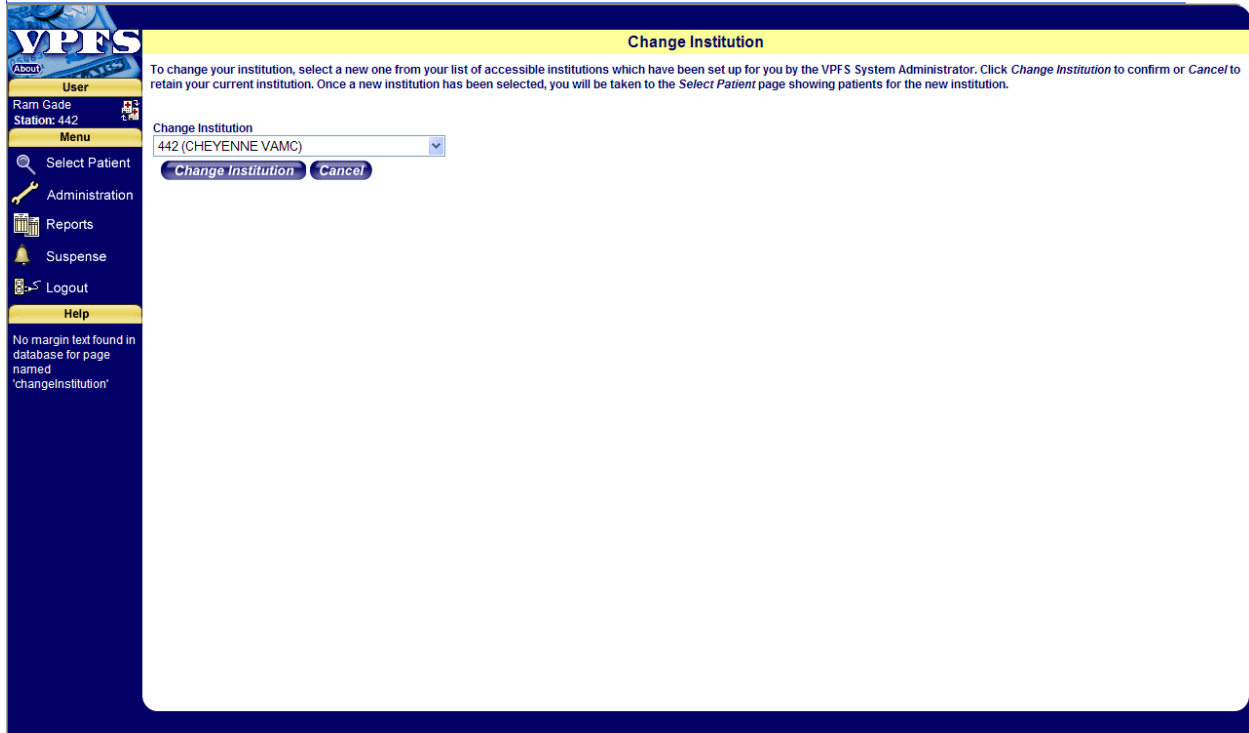 VPFS
About
User
Ram Gade
Station: 442
Menu
Select Patient
Administration
Reports
Suspense
Logout
Help
No margin text found in
database for page
named
'changeInstitution'
Change Institution
To change your institution, select a new one from your list of accessible institutions which have been set up for you by the VPFS System Administrator. Click Change Institution to confirm or Cancel to
retain your current institution. Once a new institution has been selected, you will be taken to the Select Patient page showing patients for the new institution.
Change Institution
442 (CHEYENNE VAMC)
Change Institution Cancel